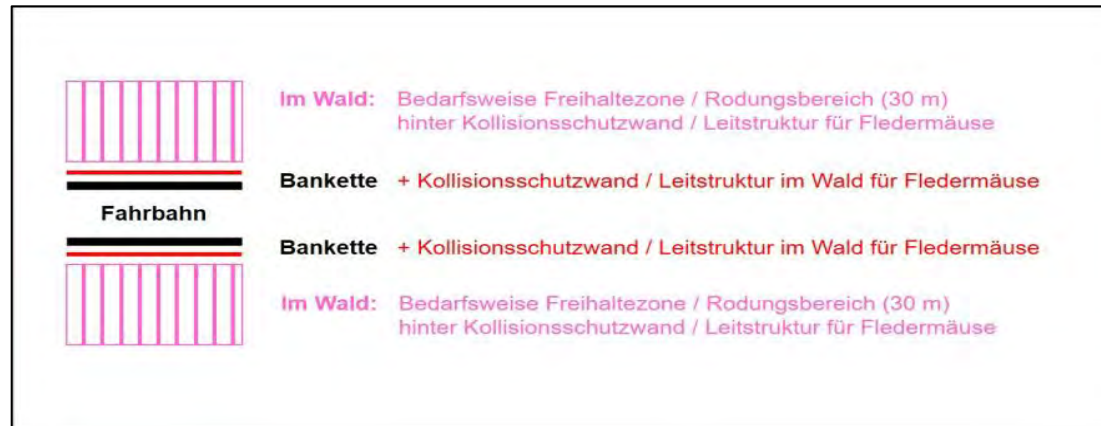 Im Wald: Bedarfsweise Freihaltezone / Rodungsbereich (30 m)
hinter Kollisionsschutzwand / Leitstruktur für Fledermäuse
Bankette + Kollisionsschutzwand / Leitstruktur im Wald für Fledermäuse
Fahrbahn
Bankette + Kollisionsschutzwand / Leitstruktur im Wald für Fledermäuse
Im Wald: Bedarfsweise Freihaltezone / Rodungsbereich (30 m)
hinter Kollisionsschutzwand / Leitstruktur für Fledermäuse